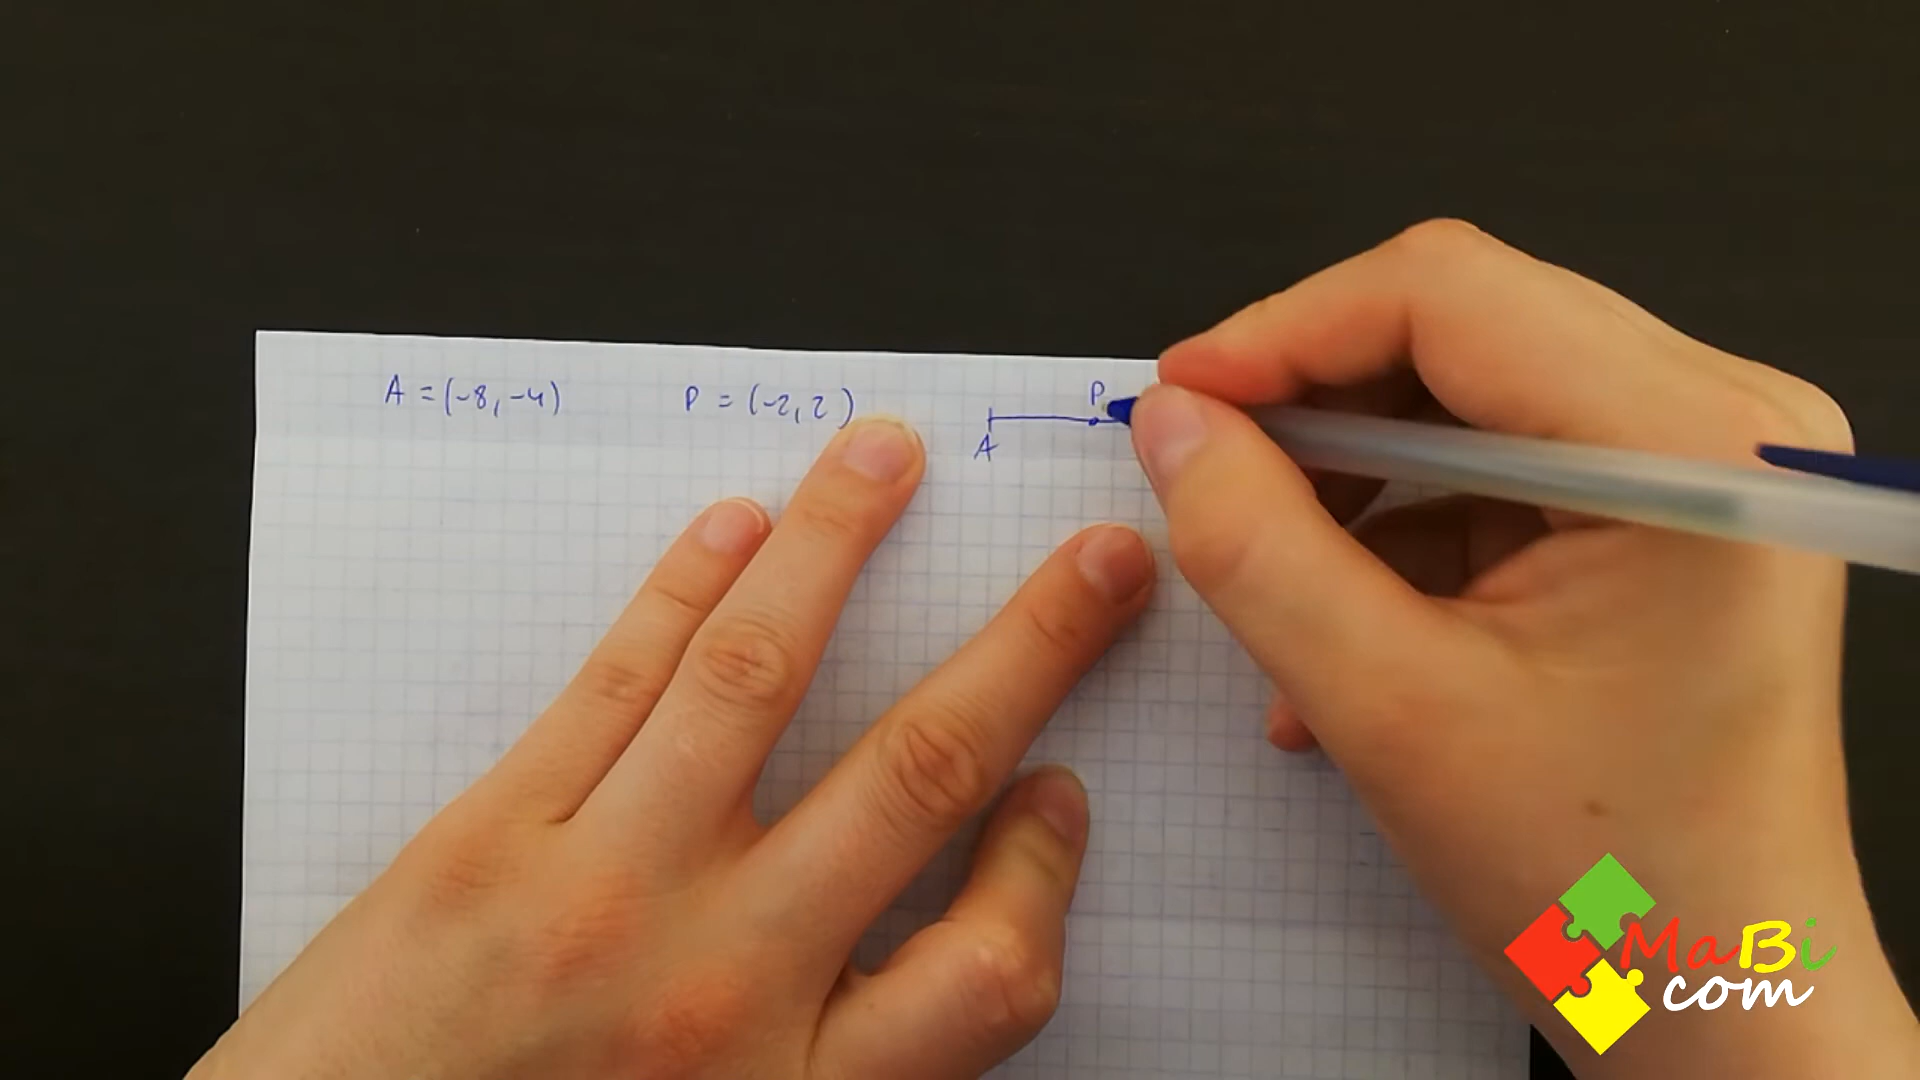 A = (-8, -4)
P = (-2, 2)
P
A
MaBi
com